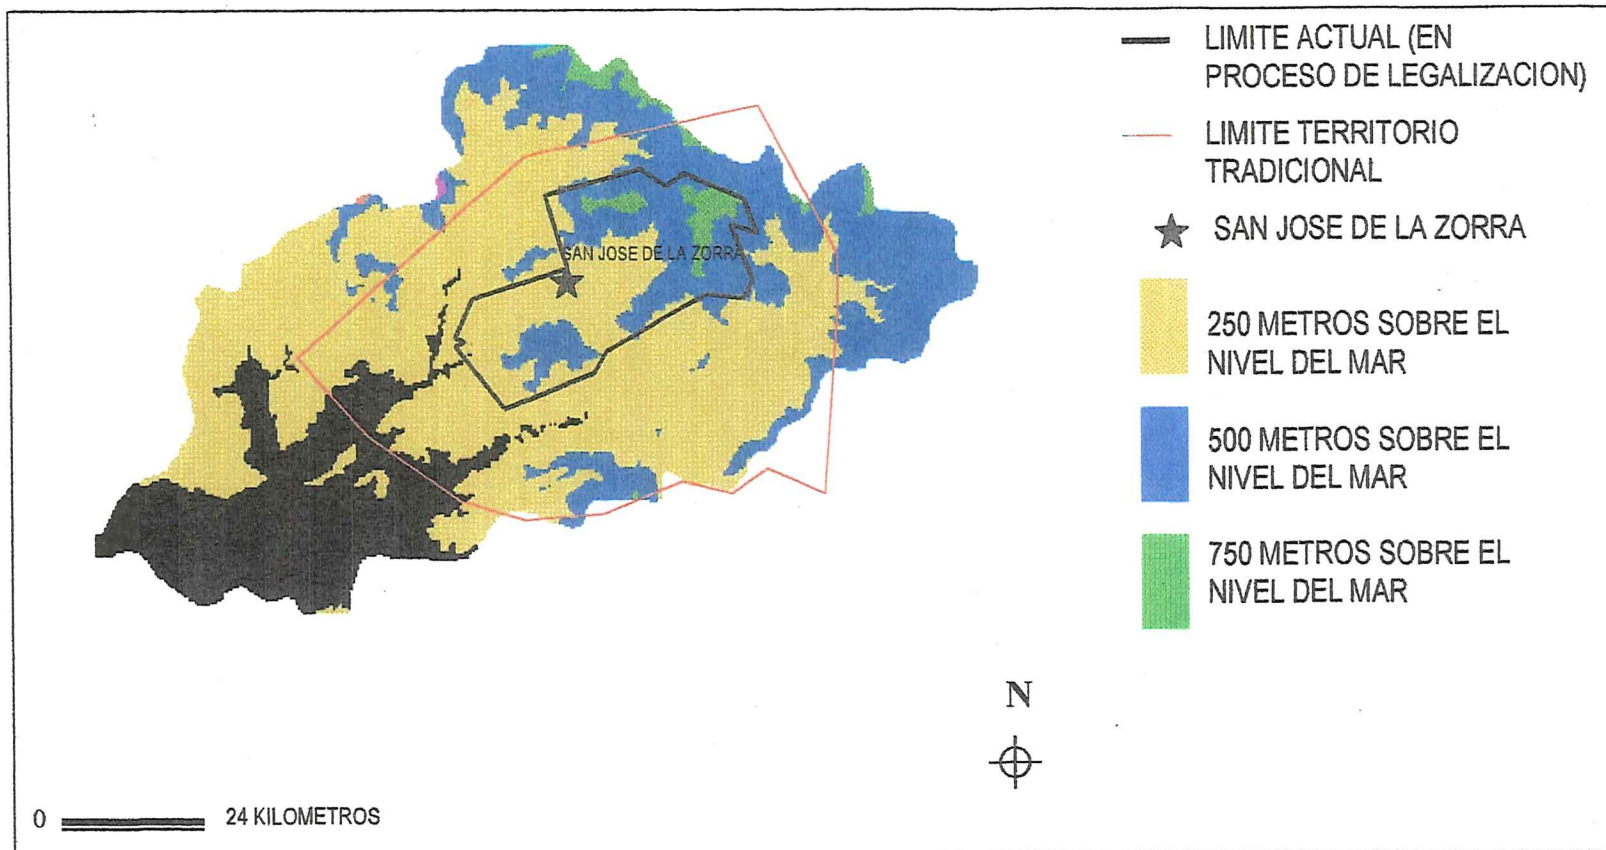 LIMITE ACTUAL (EN
PROCESO DE LEGALIZACION)
LIMITE TERRITORIO
TRADICIONAL
SAN JOSE DE LA ZORRA
SAN JOSE DE LA ZORRA
250 METROS SOBRE EL
NIVEL DEL MAR
500 METROS SOBRE EL
NIVEL DEL MAR
750 METROS SOBRE EL
NIVEL DEL MAR
N
0 24 KILOMETROS